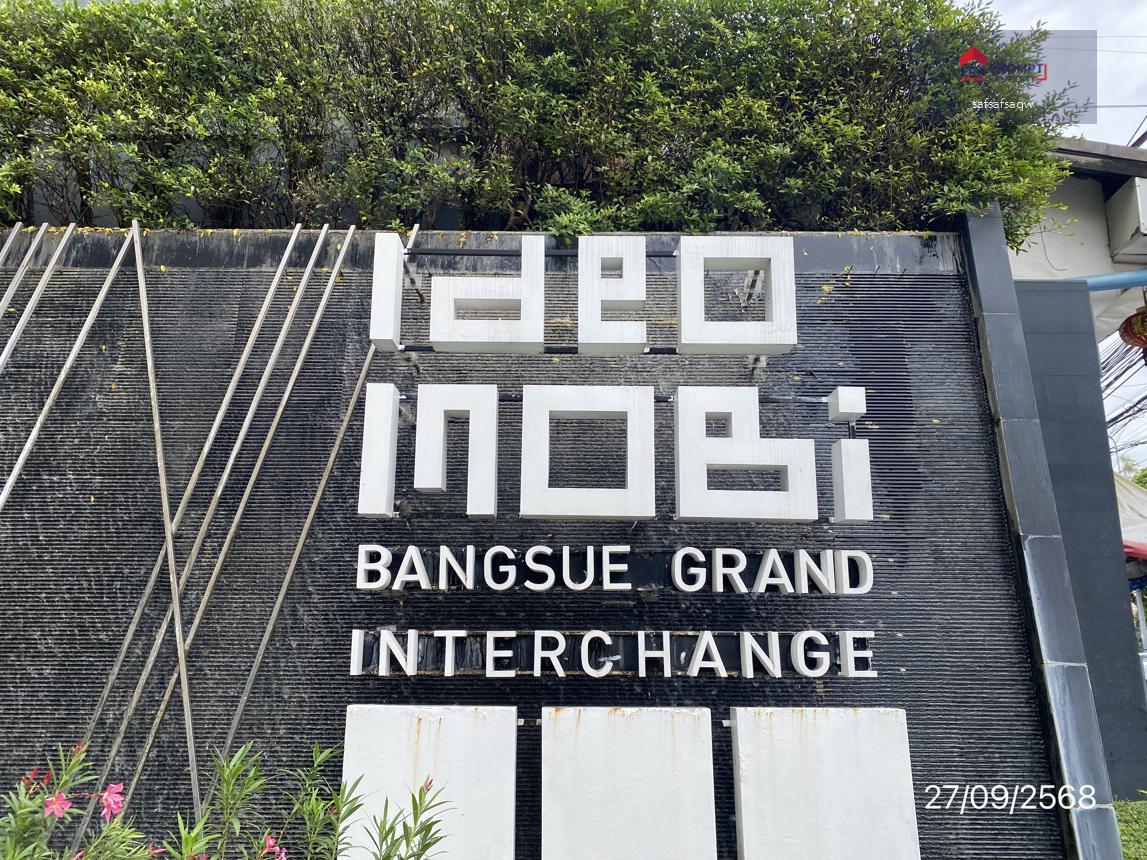 safsafsaqw
ideo
mobi
BANGSUE GRAND
INTERCHANGE
27/09/2568